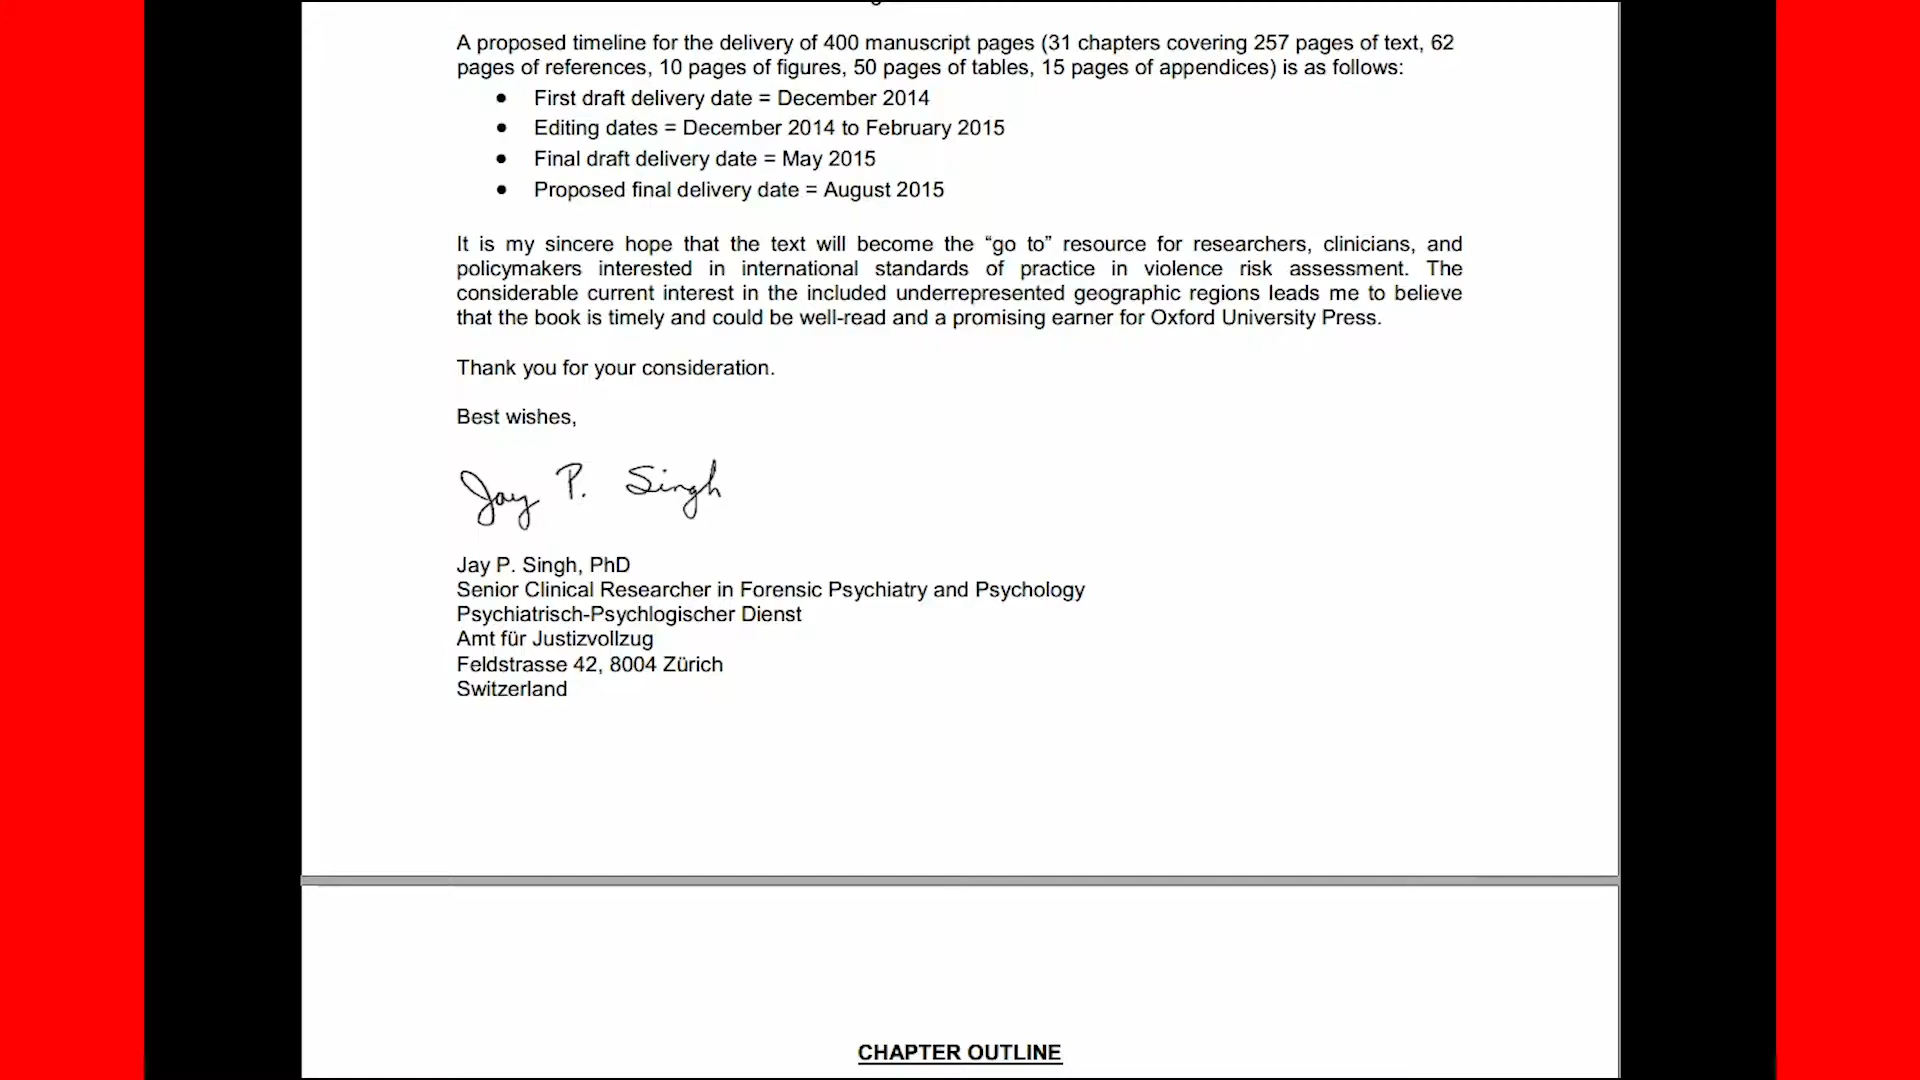 A proposed timeline for the delivery of 400 manuscript pages (31 chapters covering 257 pages of text, 62
pages of references, 10 pages of figures, 50 pages of tables, 15 pages of appendices) is as follows:
• First draft delivery date = December 2014
• Editing dates = December 2014 to February 2015
• Final draft delivery date = May 2015
• Proposed final delivery date = August 2015
It is my sincere hope that the text will become the “go to” resource for researchers, clinicians, and
policymakers interested in international standards of practice in violence risk assessment. The
considerable current interest in the included underrepresented geographic regions leads me to believe
that the book is timely and could be well-read and a promising earner for Oxford University Press.
Thank you for your consideration.
Best wishes,
Jay P. Singh
Jay P. Singh, PhD
Senior Clinical Researcher in Forensic Psychiatry and Psychology
Psychiatrisch-Psychlogischer Dienst
Amt für Justizvollzug
Feldstrasse 42, 8004 Zürich
Switzerland
CHAPTER OUTLINE